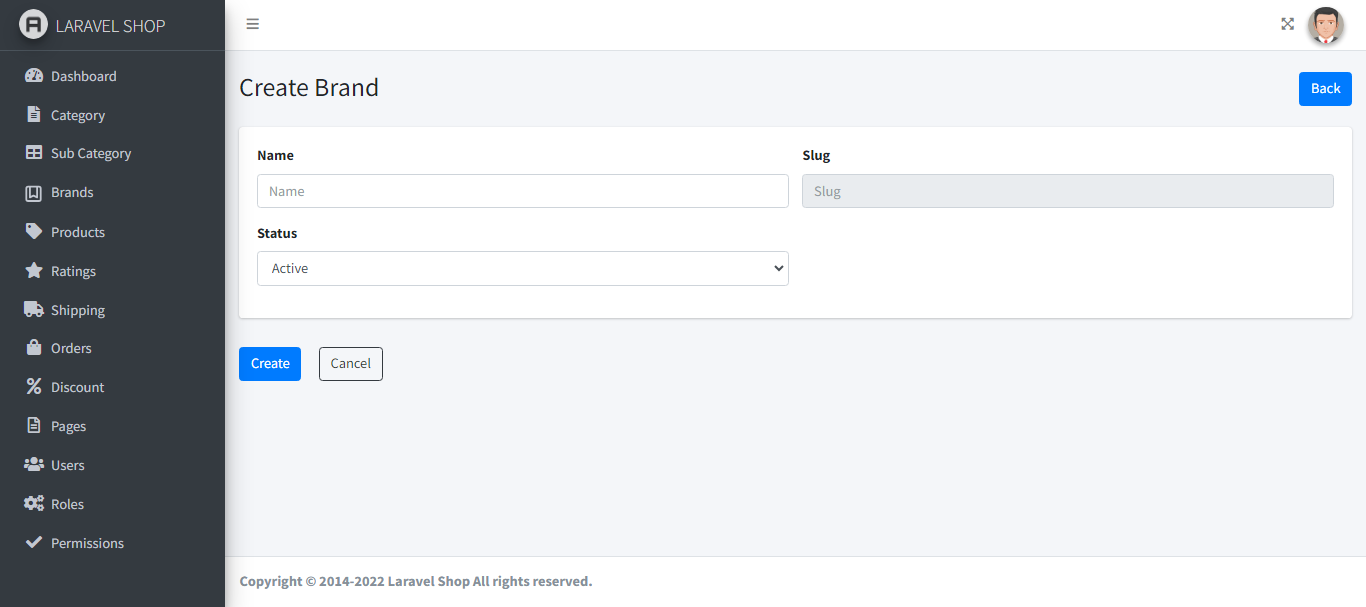 LARAVEL SHOP
Dashboard
Category
Sub Category
Brands
Products
Ratings
Shipping
Orders
Discount
Pages
Users
Roles
Permissions
Create Brand
Back
Name
Slug
Name
Slug
Status
Active
Create
Cancel
Copyright © 2014-2022 Laravel Shop All rights reserved.